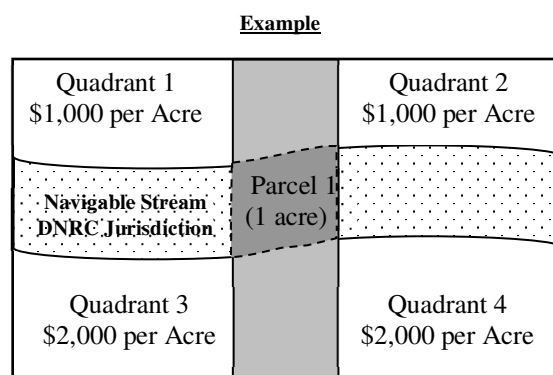 Example
Quadrant 1
$1,000 per Acre
Quadrant 2
$1,000 per Acre
Navigable Stream
DNRC Jurisdiction
Parcel 1
(1 acre)
Quadrant 3
$2,000 per Acre
Quadrant 4
$2,000 per Acre